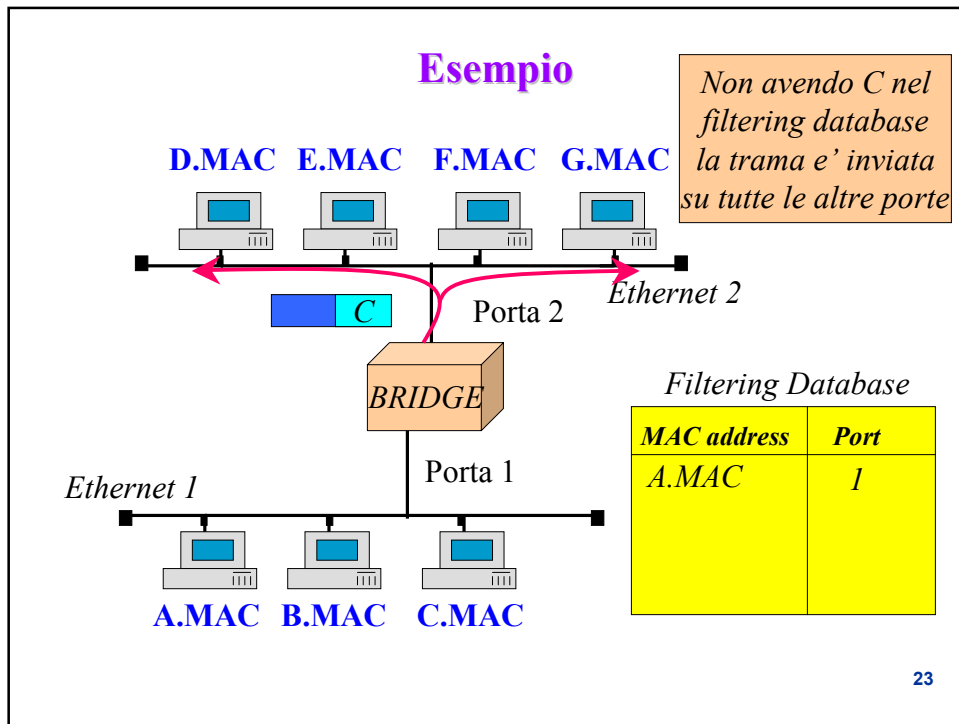 Esempio
Non avendo C nel
filtering database
la trama e' inviata
su tutte le altre porte
D.MAC E.MAC F.MAC G.MAC
Ethernet 2
C
Porta 2
BRIDGE
Filtering Database
MAC address Port
A.MAC 1
Porta 1
Ethernet 1
A.MAC B.MAC C.MAC
23